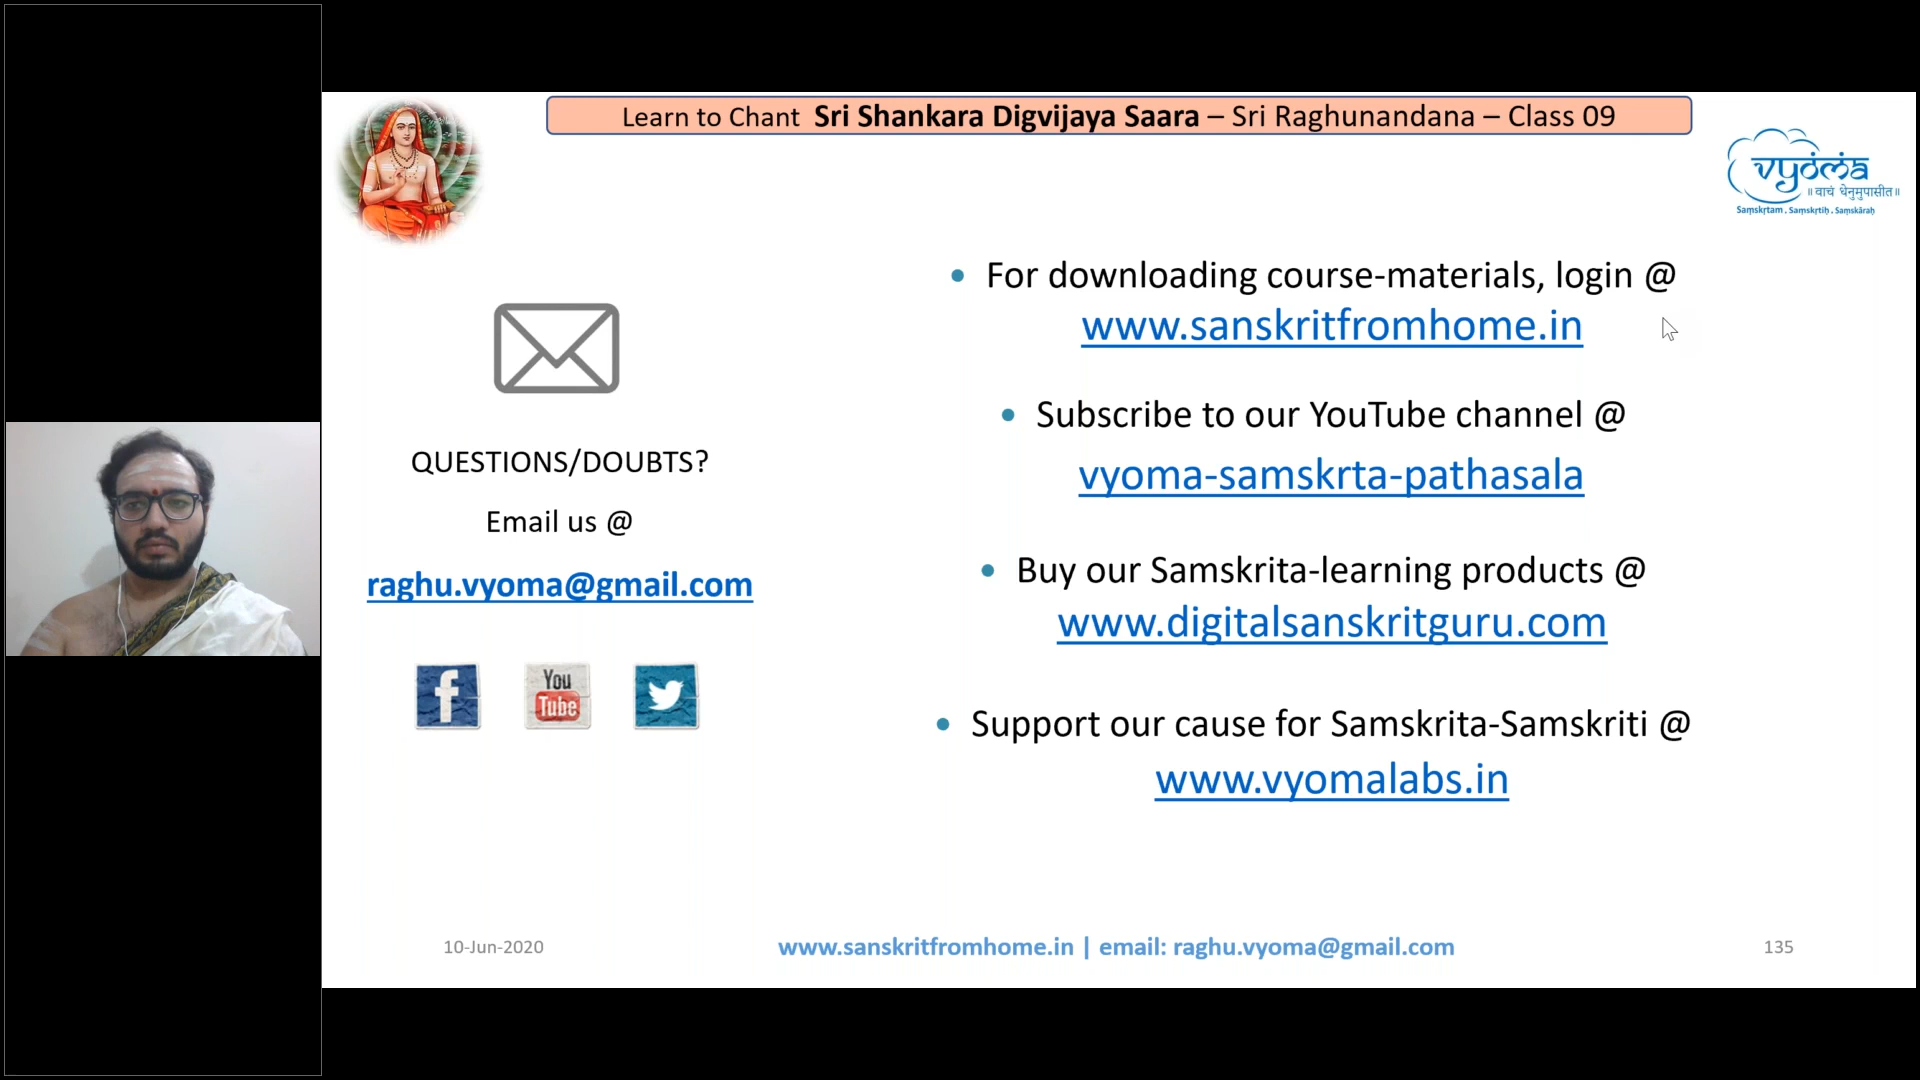 Learn to Chant Sri Shankara Digvijaya Saara – Sri Raghunandana – Class 09
vyoma
॥ वाचं धेनुमुपासीत॥
Saṃskṛtam . Saṃskṛtiḥ . Saṃskāraḥ
QUESTIONS/DOUBTS?
Email us @
raghu.vyoma@gmail.com
f
You
Tube
• For downloading course-materials, login @
www.sanskritfromhome.in
• Subscribe to our YouTube channel @
vyoma-samskrta-pathasala
• Buy our Samskrita-learning products @
www.digitalsanskritguru.com
• Support our cause for Samskrita-Samskriti @
www.vyomalabs.in
10-Jun-2020
www.sanskritfromhome.in | email: raghu.vyoma@gmail.com
135